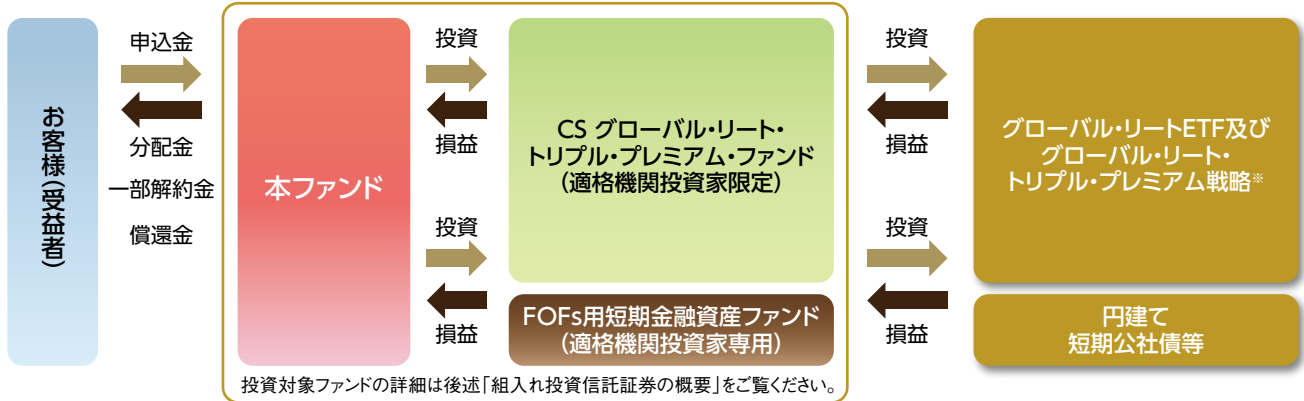 お客様(受益者)
申込金
分配金
一部解約金
償還金
本ファンド
投資
損益
投資
損益
CS グローバル・リート・
トリプル・プレミアム・ファンド
(適格機関投資家限定)
FOFs用短期金融資産ファンド
(適格機関投資家専用)
投資
損益
投資
損益
グローバル・リートETF及び
グローバル・リート・
トリプル・プレミアム戦略※
円建て
短期公社債等
投資対象ファンドの詳細は後述「組入れ投資信託証券の概要」をご覧ください。